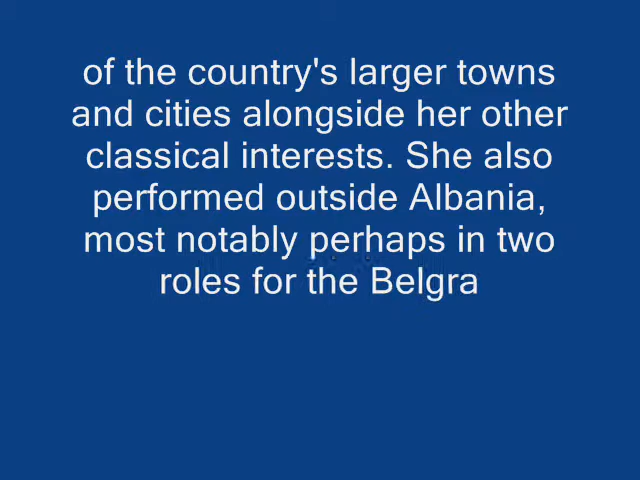 of the country's larger towns
and cities alongside her other
classical interests. She also
performed outside Albania,
most notably perhaps in two
roles for the Belgra